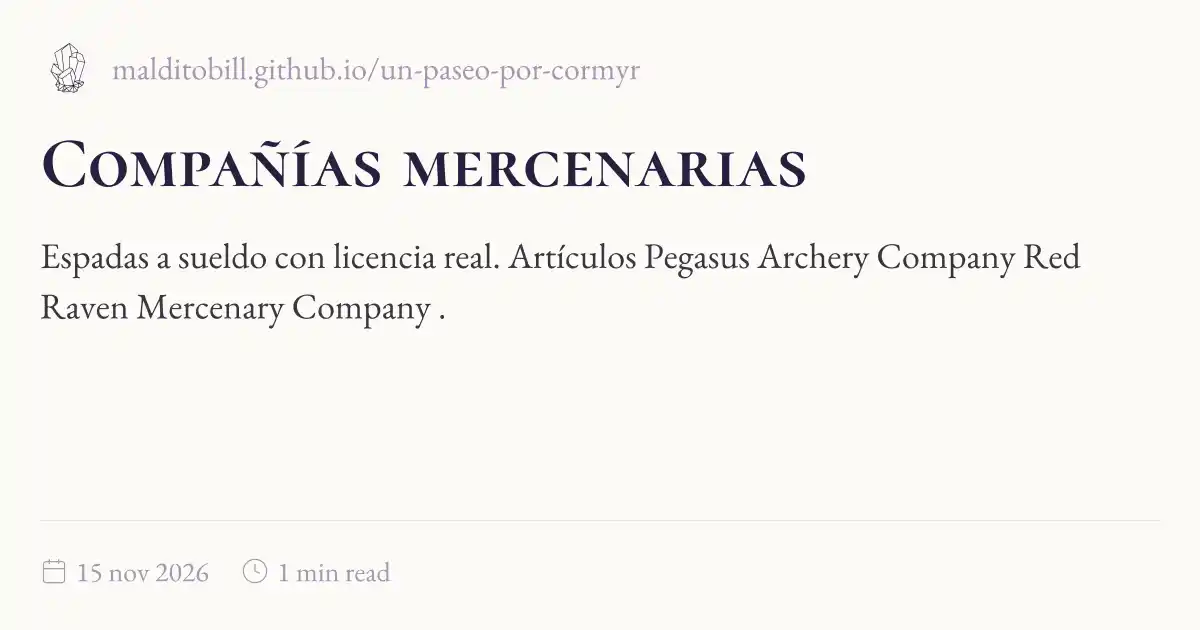 malditobill.github.io/un-paseo-por-cormyr
Compañías mercenarias
Espadas a sueldo con licencia real. Artículos Pegasus Archery Company Red
Raven Mercenary Company .
15 nov 2026 1 min read